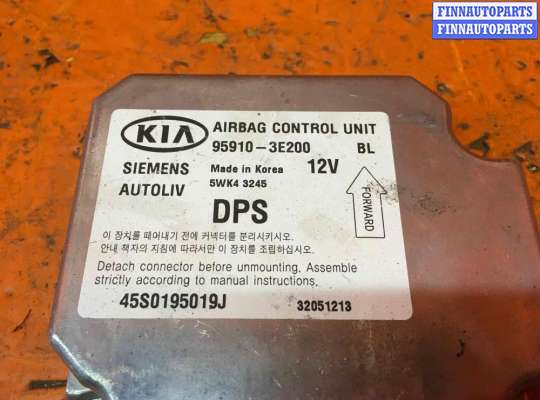 FINNAUTOPARTS
FINNAUTOPARTS
KIA
AIRBAG CONTROL UNIT
95910-3E200 BL
SIEMENS
AUTOLIV
Made in Korea
5WK4 3245
12V
FORWARD
DPS
이 장치를 떼어내기 전에 커넥터를 분리시키시오.
안내 책자의 지침에 따라서만 이 장치를 조립하십시오.
Detach connector before unmounting. Assemble
strictly according to manual instructions.
45S0195019J 32051213